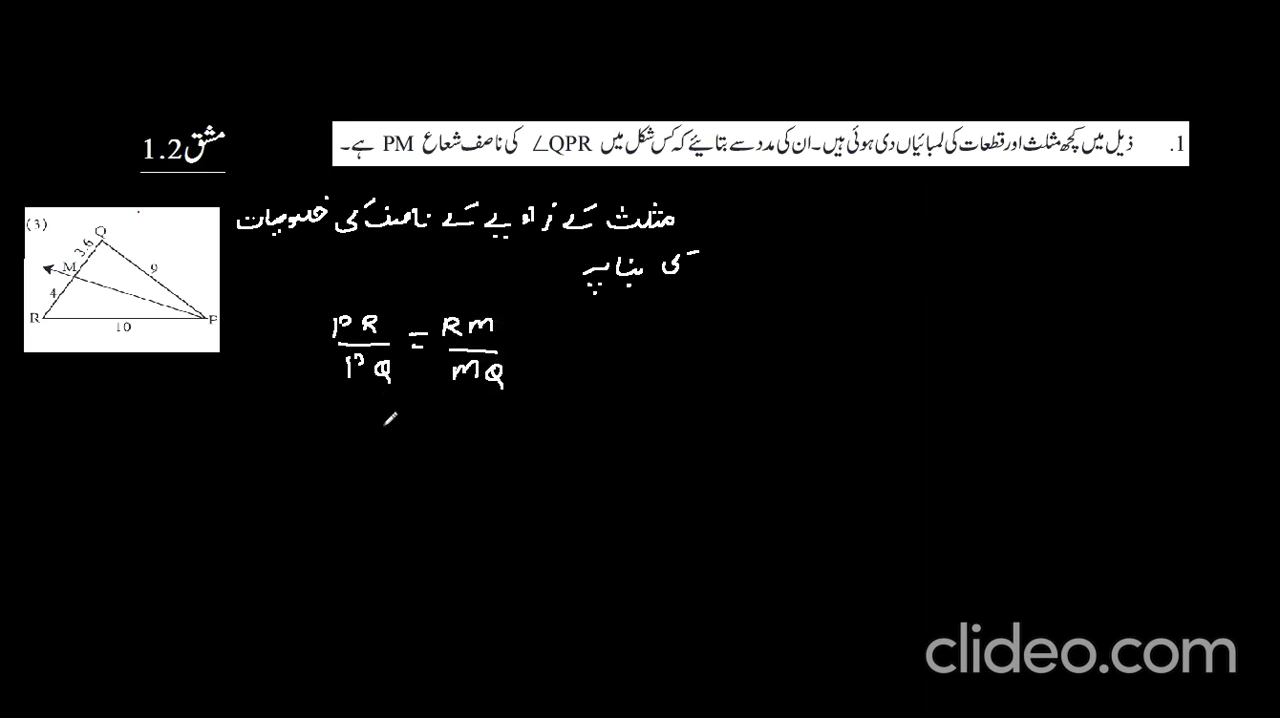 مشق 1.2
1. ذیل میں کچھ مثلث اور قطعات کی لمبائیاں دی ہوئی ہیں۔ ان کی مدد سے بتایئے کہ کس شکل میں ∠QPR کی ناصف شعاع PM ہے۔
(3)
Q
3.6
M
9
4
R
P
10
مثلث کے زاویے کے ناصف کی خصوصیات
کی بنا پر
PR/PQ = RM/MQ
clideo.com